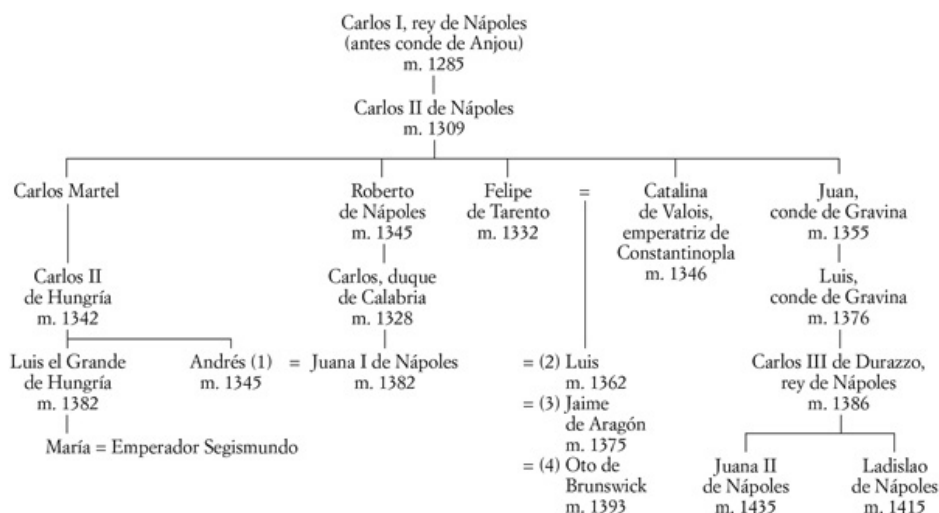 Carlos I, rey de Nápoles
(antes conde de Anjou)
m. 1285
Carlos II de Nápoles
m. 1309
Carlos Martel
Roberto
de Nápoles
m. 1345
Felipe
de Tarento
m. 1332
=
Catalina
de Valois,
emperatriz de
Constantinopla
m. 1346
Juan,
conde de Gravina
m. 1355
Carlos II
de Hungría
m. 1342
Carlos, duque
de Calabria
m. 1328
Luis,
conde de Gravina
m. 1376
Luis el Grande
de Hungría
m. 1382
Andrés (1)
m. 1345
=
Juana I de Nápoles
m. 1382
= (2) Luis
m. 1362
= (3) Jaime
de Aragón
m. 1375
= (4) Oto de
Brunswick
m. 1393
Carlos III de Durazzo,
rey de Nápoles
m. 1386
María = Emperador Segismundo
Juana II
de Nápoles
m. 1435
Ladislao
de Nápoles
m. 1415